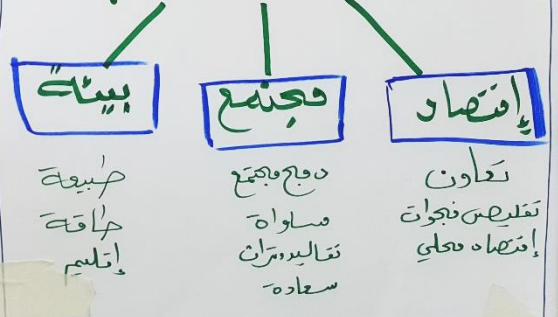 إقتصاد
تعاون
تقليص فجوات
إقتصاد محلي
مجتمع
دمج مجتمع
مساواة
تقاليد وتراث
سعادة
بيئة
طبيعة
طاقة
إقليم